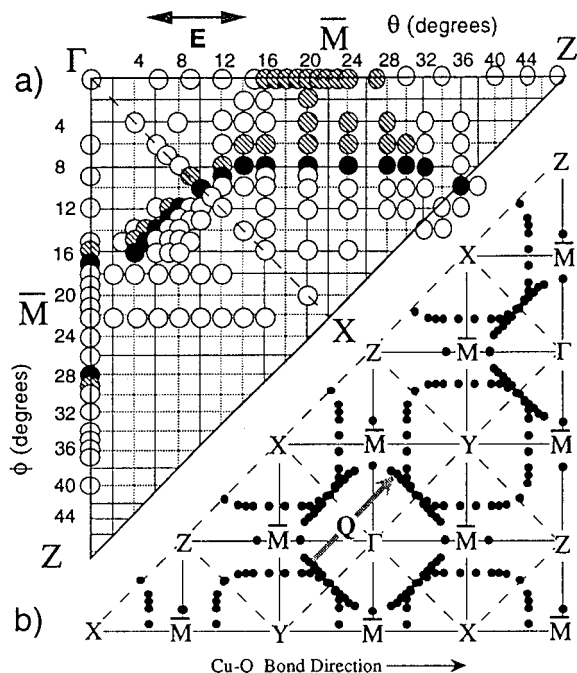 E
M̅
θ (degrees)
Γ
4 8 12 16 20 24 28 32 36 40 44
Z
a)
4
8
12
16
M̅
20
24
28
32
36
40
44
ϕ (degrees)
Z
X
X M̅
Z M̅ Γ
X M̅ Y M̅
Q
Z M̅ Γ M̅ Z
b)
X M̅ Y M̅ X M̅
Cu-O Bond Direction